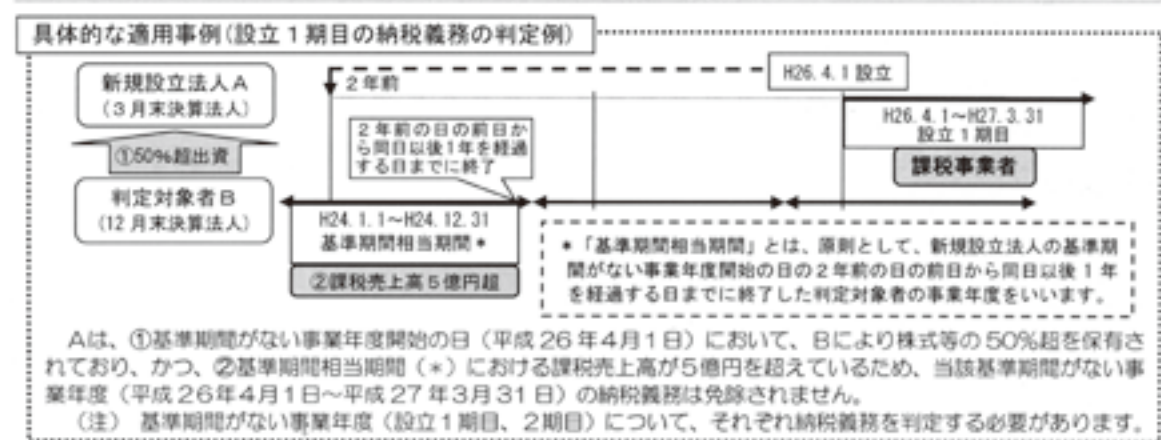 具体的な適用事例(設立1期目の納税義務の判定例)
新規設立法人A
(3月末決算法人)
2年前
H26.4.1設立
H26.4.1~H27.3.31
設立1期目
課税事業者
①50%超出資
2年前の日の前日か
ら同日以後1年を経過
する日までに終了
判定対象者B
(12月末決算法人)
H24.1.1~H24.12.31
基準期間相当期間*
②課税売上高5億円超
*「基準期間相当期間」とは、原則として、新規設立法人の基準期
間がない事業年度開始の日の2年前の日の前日から同日以後1年
を経過する日までに終了した判定対象者の事業年度をいいます。
Aは、①基準期間がない事業年度開始の日(平成26年4月1日)において、Bにより株式等の50%超を保有さ
れており、かつ、②基準期間相当期間(*)における課税売上高が5億円を超えているため、当該基準期間がない事
業年度(平成26年4月1日~平成27年3月31日)の納税義務は免除されません。
(注) 基準期間がない事業年度(設立1期目、2期目)について、それぞれ納税義務を判定する必要があります。